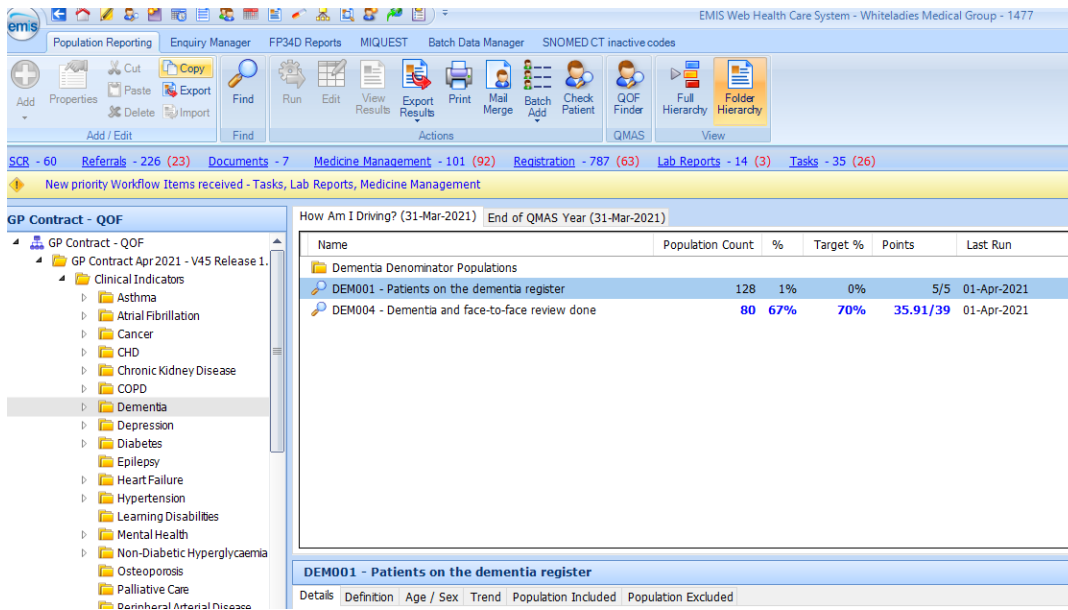 emis
EMIS Web Health Care System - Whiteladies Medical Group - 1477
Population Reporting Enquiry Manager FP34D Reports MIQUEST Batch Data Manager SNOMED CT inactive codes
Add Properties Cut Copy Paste Export Delete Import Find Run Edit View Results Export Results Print Mail Merge Batch Add Check Patient QOF Finder Full Hierarchy Folder Hierarchy
Add / Edit Find Actions QMAS View
SCR - 60 Referrals - 226 (23) Documents - 7 Medicine Management - 101 (92) Registration - 787 (63) Lab Reports - 14 (3) Tasks - 35 (26)
New priority Workflow Items received - Tasks, Lab Reports, Medicine Management
GP Contract - QOF
GP Contract - QOF
GP Contract Apr 2021 - V45 Release 1.
Clinical Indicators
Asthma
Atrial Fibrillation
Cancer
CHD
Chronic Kidney Disease
COPD
Dementia
Depression
Diabetes
Epilepsy
Heart Failure
Hypertension
Learning Disabilities
Mental Health
Non-Diabetic Hyperglycaemia
Osteoporosis
Palliative Care
Peripheral Arterial Disease
How Am I Driving? (31-Mar-2021) End of QMAS Year (31-Mar-2021)
Name Population Count % Target % Points Last Run
Dementia Denominator Populations
DEM001 - Patients on the dementia register 128 1% 0% 5/5 01-Apr-2021
DEM004 - Dementia and face-to-face review done 80 67% 70% 35.91/39 01-Apr-2021
DEM001 - Patients on the dementia register
Details Definition Age / Sex Trend Population Included Population Excluded